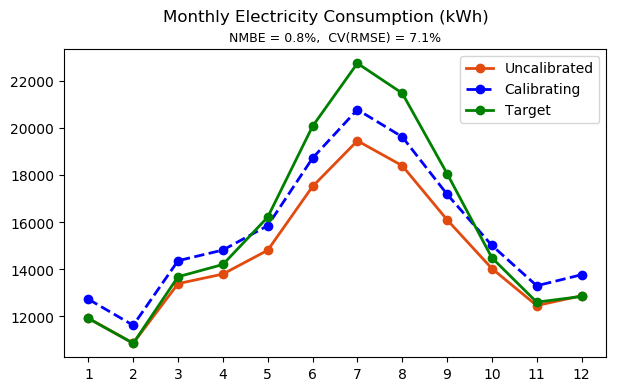 Monthly Electricity Consumption (kWh)
NMBE = 0.8%, CV(RMSE) = 7.1%
Uncalibrated
Calibrating
Target
22000
20000
18000
16000
14000
12000
1 2 3 4 5 6 7 8 9 10 11 12